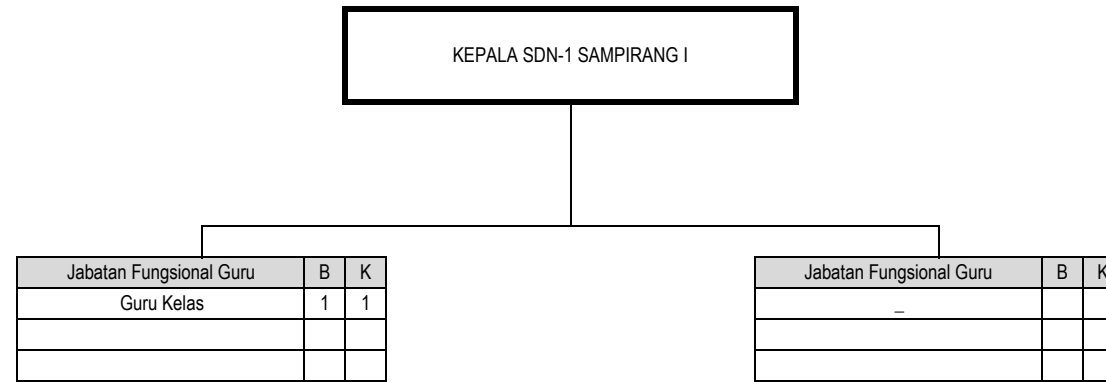 KEPALA SDN-1 SAMPIRANG I
Jabatan Fungsional Guru B K
Guru Kelas 1 1
Jabatan Fungsional Guru B K
_